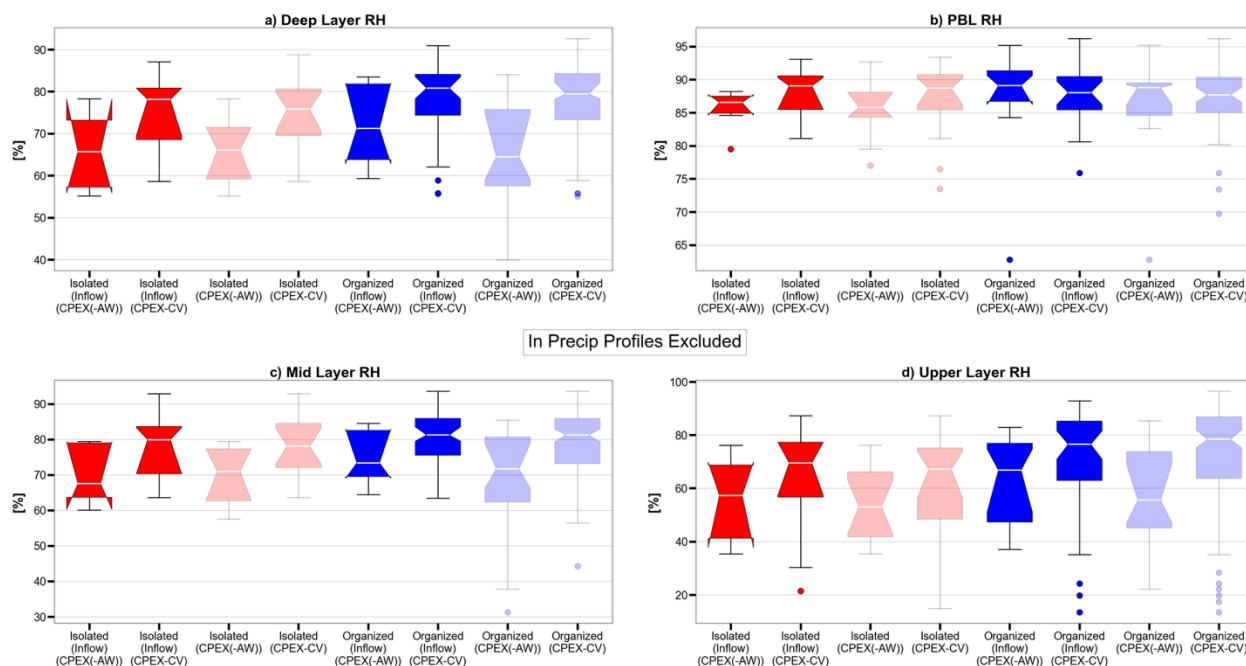 a) Deep Layer RH
[%]
90
80
70
60
50
40
Isolated Isolated Isolated Isolated Organized Organized Organized Organized
(Inflow) (Inflow) (CPEX(-AW)) (CPEX-CV) (Inflow) (Inflow) (CPEX(-AW)) (CPEX-CV)
(CPEX(-AW)) (CPEX-CV) (CPEX(-AW)) (CPEX-CV)
b) PBL RH
[%]
95
90
85
80
75
70
65
Isolated Isolated Isolated Isolated Organized Organized Organized Organized
(Inflow) (Inflow) (CPEX(-AW)) (CPEX-CV) (Inflow) (Inflow) (CPEX(-AW)) (CPEX-CV)
(CPEX(-AW)) (CPEX-CV) (CPEX(-AW)) (CPEX-CV)
In Precip Profiles Excluded
c) Mid Layer RH
[%]
90
80
70
60
50
40
30
Isolated Isolated Isolated Isolated Organized Organized Organized Organized
(Inflow) (Inflow) (CPEX(-AW)) (CPEX-CV) (Inflow) (Inflow) (CPEX(-AW)) (CPEX-CV)
(CPEX(-AW)) (CPEX-CV) (CPEX(-AW)) (CPEX-CV)
d) Upper Layer RH
[%]
100
80
60
40
20
Isolated Isolated Isolated Isolated Organized Organized Organized Organized
(Inflow) (Inflow) (CPEX(-AW)) (CPEX-CV) (Inflow) (Inflow) (CPEX(-AW)) (CPEX-CV)
(CPEX(-AW)) (CPEX-CV) (CPEX(-AW)) (CPEX-CV)